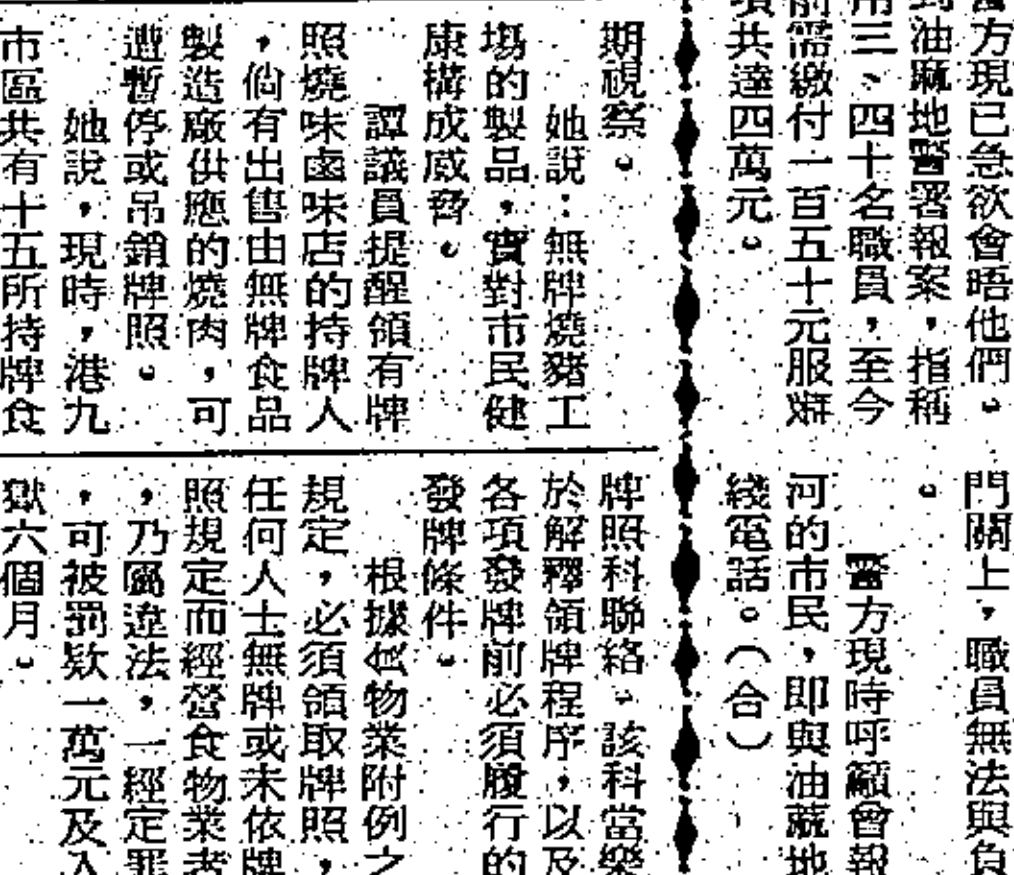 警方現已急欲會晤他們。
到油麻地警署報案,指稱
用三、四十名職員,至今
前需繳付一百五十元服
項共達四萬元。
門關上,職員無法與負
。
警方現時呼籲曾報
河的市民,即與油蔴地
綫電話。(合)
期視察。
她說:無牌燒豬工
塲的製品,實對市民健
康構成威脅。
譚議員提醒領有牌
照燒味鹵味店的持牌人
,倘有出售由無牌食品
製造廠供應的燒肉,可
遭暫停或吊銷牌照。
她說,現時,港九
市區共有十五所持牌食
牌照科聯絡。該科當樂
於解釋領牌程序,以及
各項發牌前必須履行的
發牌條件。
根據食物業附例之
規定,必須領取牌照,
任何人士無牌或未依牌
照規定而經營食物業者
,乃屬違法,一經定罪
,可被罰欵一萬元及入
獄六個月。